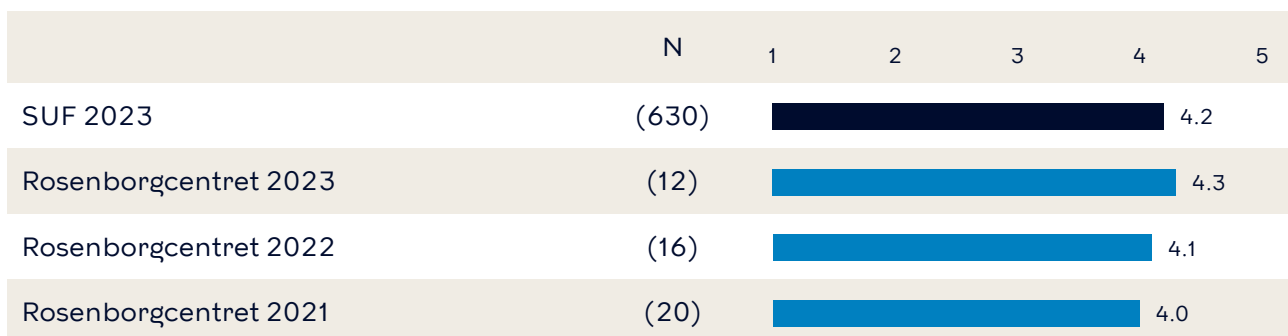 N 1 2 3 4 5
SUF 2023 (630) 4.2
Rosenborgcentret 2023 (12) 4.3
Rosenborgcentret 2022 (16) 4.1
Rosenborgcentret 2021 (20) 4.0